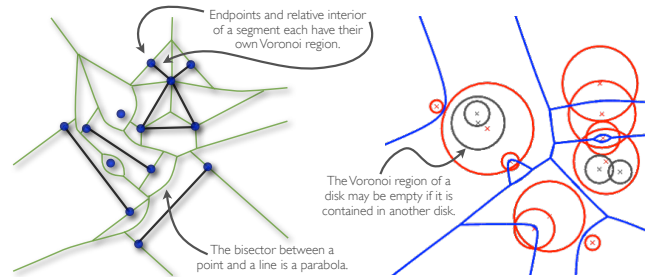 Endpoints and relative interior
of a segment each have their
own Voronoi region.
The bisector between a
point and a line is a parabola.
The Voronoi region of a
disk may be empty if it is
contained in another disk.